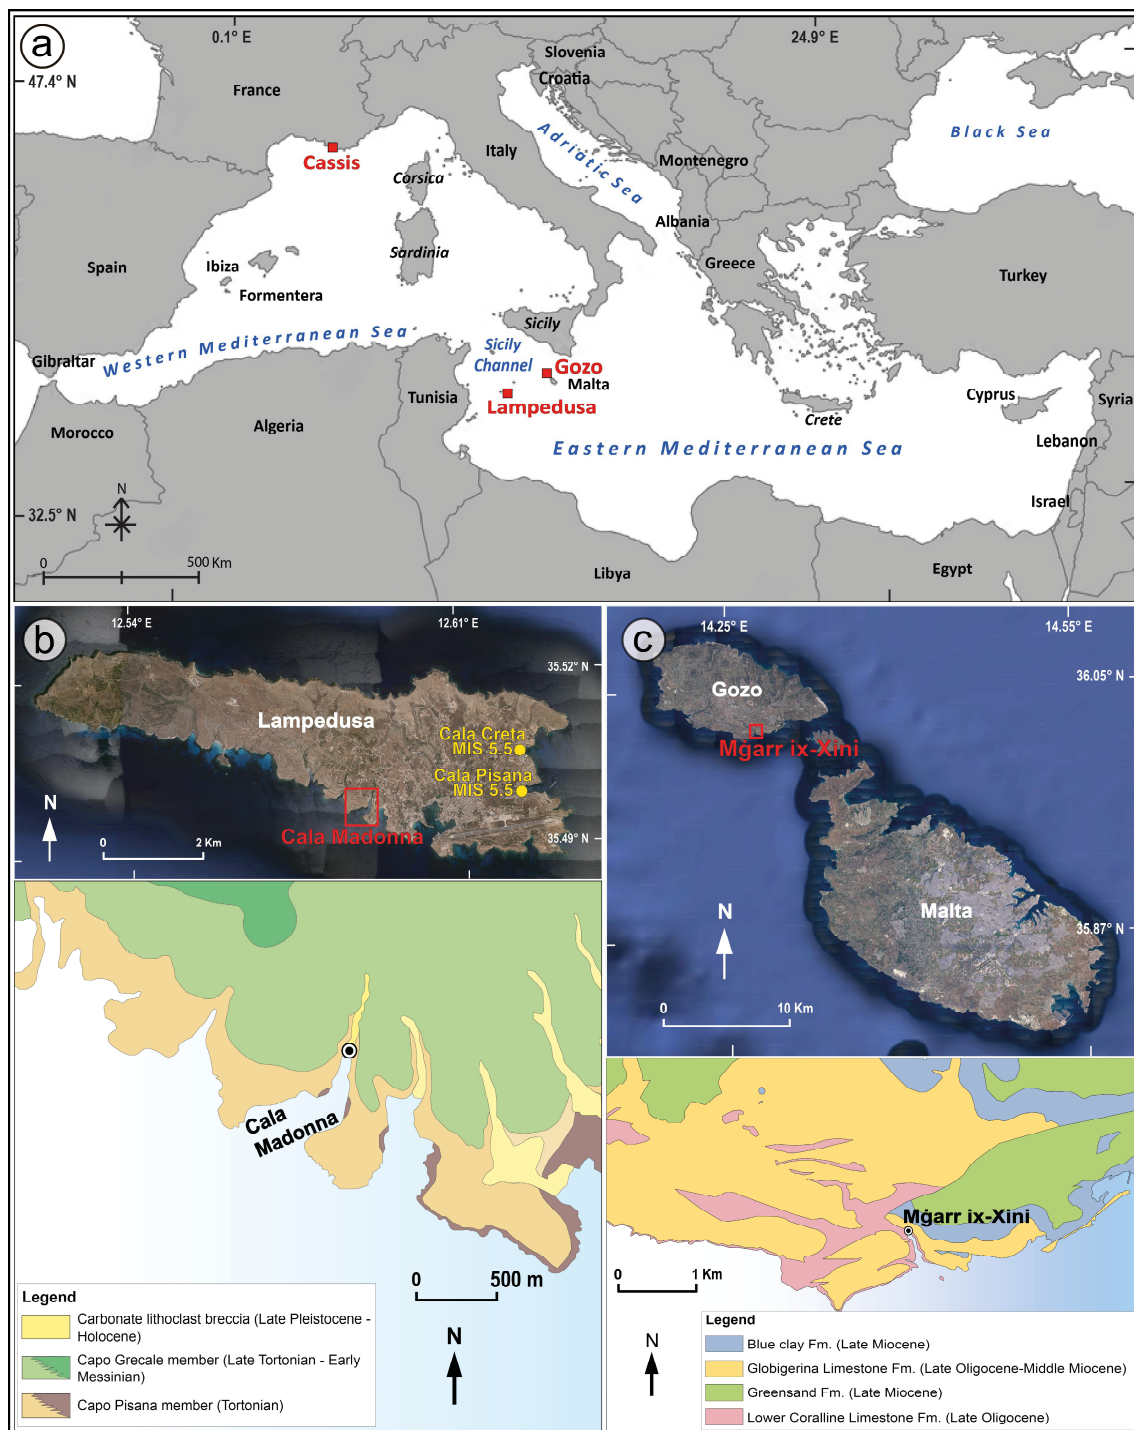 a
0.1° E
24.9° E
47.4° N
Slovenia
Croatia
France
Black Sea
Adriatic Sea
Italy
Cassis
Montenegro
Corsica
Albania
Sardinia
Greece
Spain
Ibiza
Turkey
Formentera
Sicily
Western Mediterranean Sea
Sicily
Channel
Gibraltar
Gozo
Malta
Tunisia
Lampedusa
Cyprus
Syria
Crete
Morocco
Algeria
Lebanon
Eastern Mediterranean Sea
N
Israel
32.5° N
0
500 Km
Libya
Egypt
b
12.54° E
12.61° E
35.52° N
Lampedusa
Cala Creta
MIS 5.5
Cala Pisana
MIS 5.5
N
Cala Madonna
35.49° N
0
2 Km
c
14.25° E
14.55° E
36.05° N
Gozo
Mġarr ix-Xini
Malta
N
35.87° N
0
10 Km
Cala
Madonna
0
500 m
N
Legend
Carbonate lithoclast breccia (Late Pleistocene -
Holocene)
Capo Grecale member (Late Tortonian - Early
Messinian)
Capo Pisana member (Tortonian)
Mġarr ix-Xini
0
1 Km
N
Legend
Blue clay Fm. (Late Miocene)
Globigerina Limestone Fm. (Late Oligocene-Middle Miocene)
Greensand Fm. (Late Miocene)
Lower Coralline Limestone Fm. (Late Oligocene)